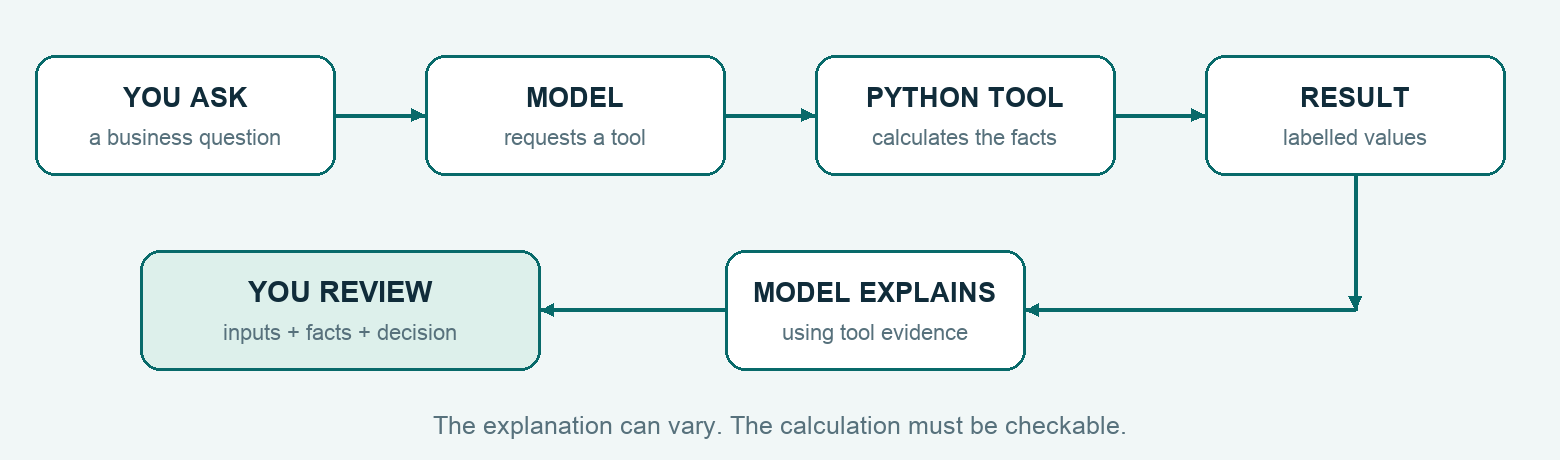 YOU ASK
a business question
MODEL
requests a tool
PYTHON TOOL
calculates the facts
RESULT
labelled values
YOU REVIEW
inputs + facts + decision
MODEL EXPLAINS
using tool evidence
The explanation can vary. The calculation must be checkable.